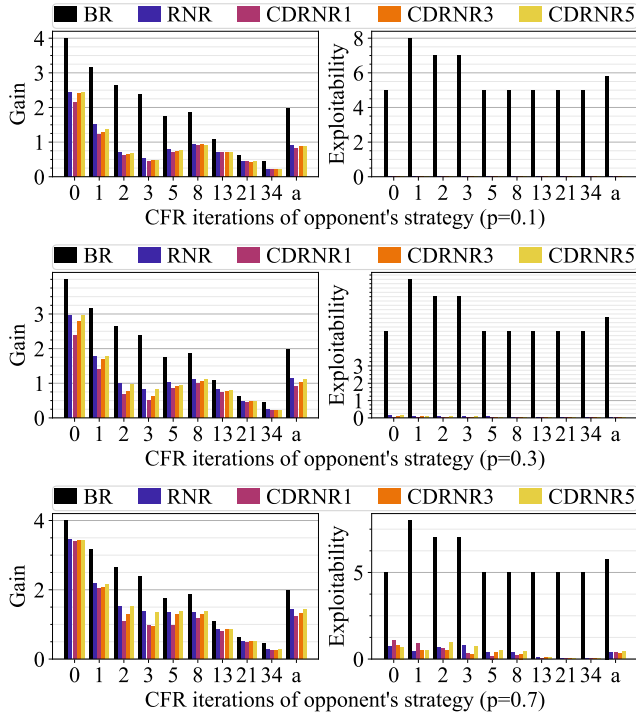 BR RNR CDRNR1 CDRNR3 CDRNR5
Gain
4
3
2
1
0
0 1 2 3 5 8 13 21 34 a
Exploitability
8
6
4
2
0
0 1 2 3 5 8 13 21 34 a
CFR iterations of opponent's strategy (p=0.1)
BR RNR CDRNR1 CDRNR3 CDRNR5
Gain
3
2
1
0
0 1 2 3 5 8 13 21 34 a
Exploitability
3
2
1
0
0 1 2 3 5 8 13 21 34 a
CFR iterations of opponent's strategy (p=0.3)
BR RNR CDRNR1 CDRNR3 CDRNR5
Gain
4
2
0
0 1 2 3 5 8 13 21 34 a
Exploitability
5
0
0 1 2 3 5 8 13 21 34 a
CFR iterations of opponent's strategy (p=0.7)